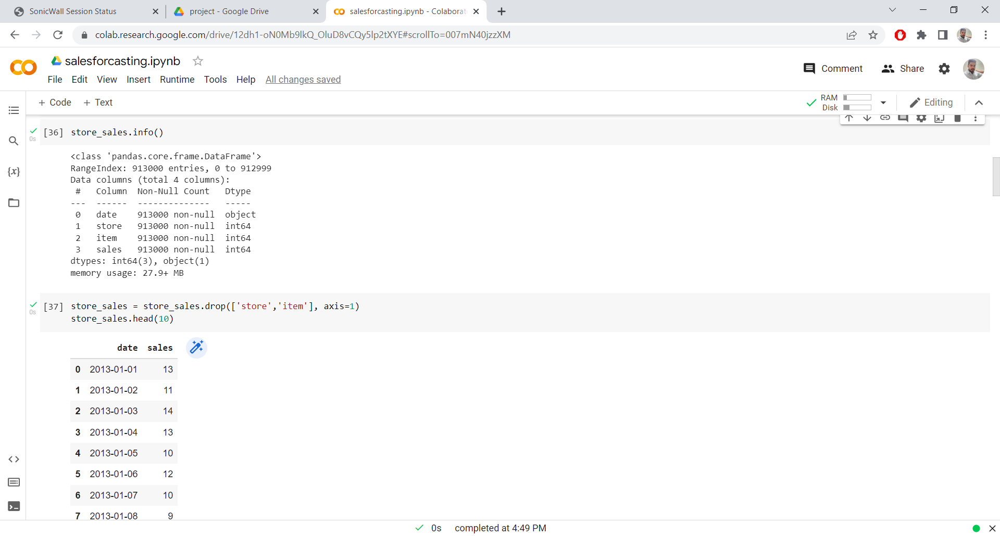 SonicWall Session Status
project - Google Drive
salesforcasting.ipynb - Colaborat
colab.research.google.com/drive/12dh1-oN0Mb9lkQ_OluD8vCQy5lp2tXYE#scrollTo=007mN40jzzXM
salesforcasting.ipynb
Comment
Share
File Edit View Insert Runtime Tools Help All changes saved
+ Code + Text
RAM
Disk
Editing
[36] store_sales.info()
0s
<class 'pandas.core.frame.DataFrame'>
RangeIndex: 913000 entries, 0 to 912999
Data columns (total 4 columns):
# Column Non-Null Count Dtype
--- ------ -------------- -----
0 date 913000 non-null object
1 store 913000 non-null int64
2 item 913000 non-null int64
3 sales 913000 non-null int64
dtypes: int64(3), object(1)
memory usage: 27.9+ MB
[37] store_sales = store_sales.drop(['store','item'], axis=1)
0s
store_sales.head(10)
date sales
0 2013-01-01 13
1 2013-01-02 11
2 2013-01-03 14
3 2013-01-04 13
4 2013-01-05 10
5 2013-01-06 12
6 2013-01-07 10
7 2013-01-08 9
0s completed at 4:49 PM